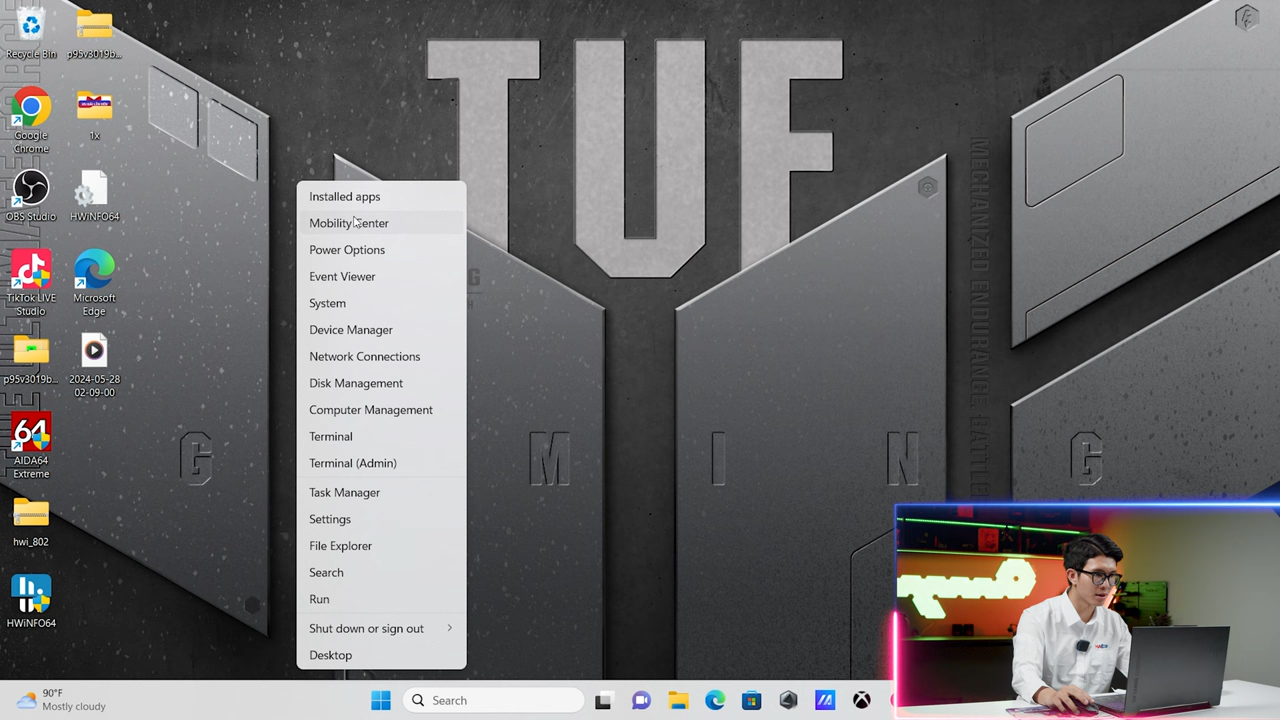 Recycle Bin
p95v3019b...
Google
Chrome
1x
OBS Studio
HWiNFO64
TikTok LIVE
Studio
Microsoft
Edge
p95v3019b...
2024-05-28
02-09-00
64
AIDA64
Extreme
hwi_802
HWiNFO64
TUF
G
M
I
N
G
Installed apps
Mobility Center
Power Options
Event Viewer
System
Device Manager
Network Connections
Disk Management
Computer Management
Terminal
Terminal (Admin)
Task Manager
Settings
File Explorer
Search
Run
Shut down or sign out
Desktop
90°F
Mostly cloudy
Search